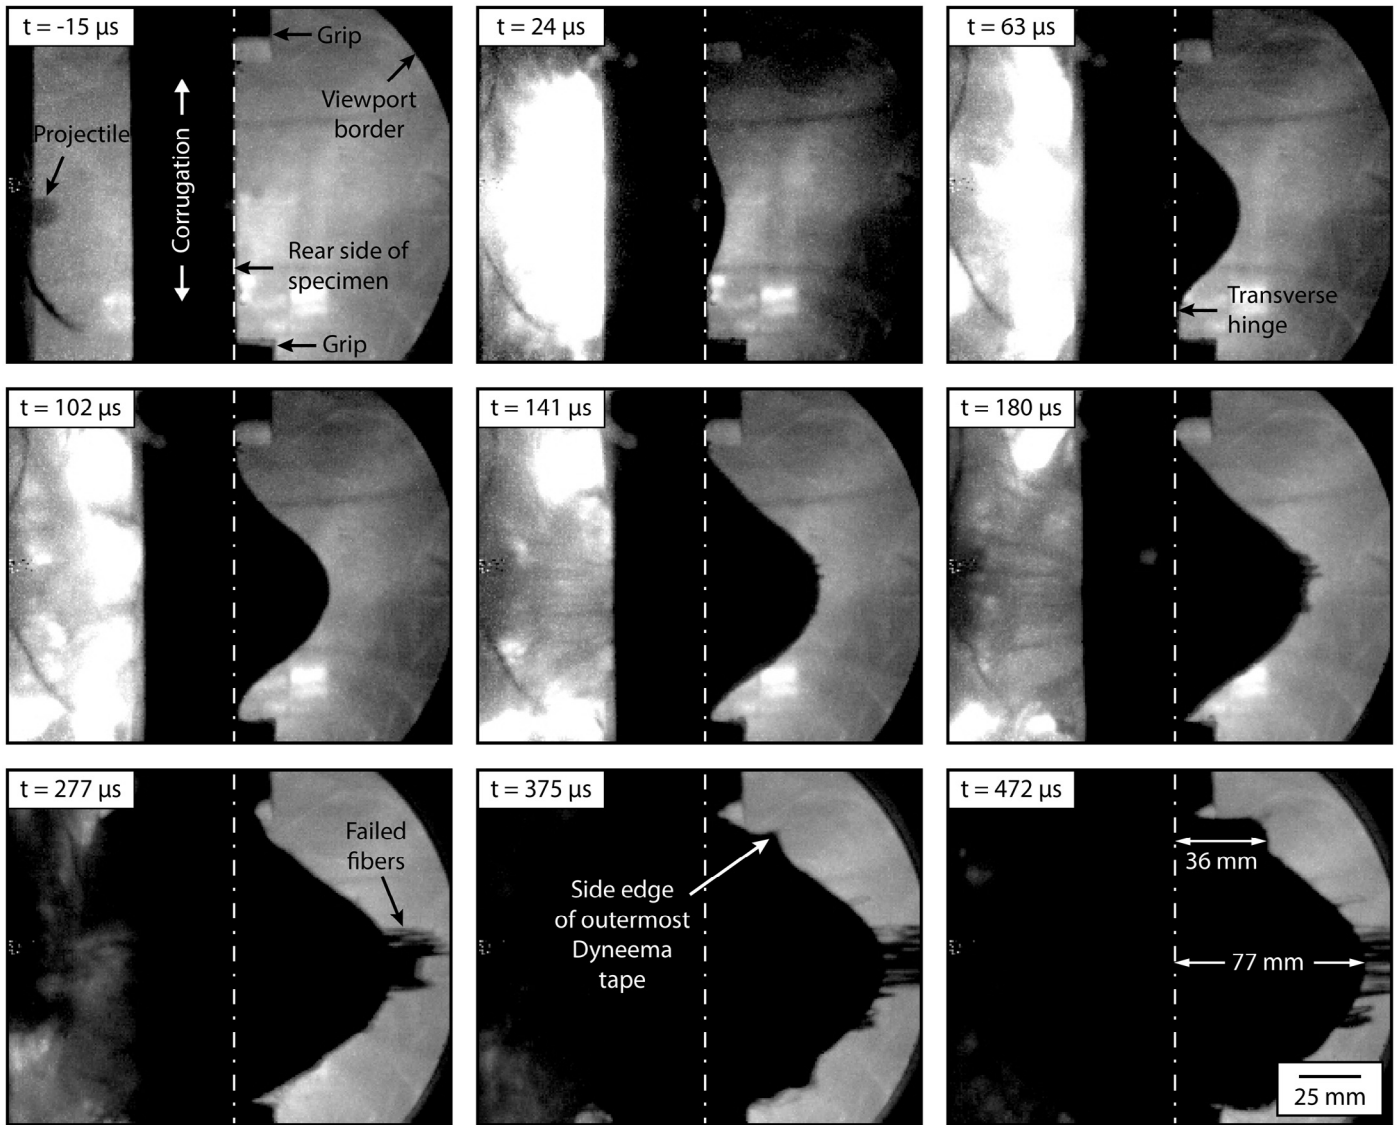 t = -15 µs
Grip
Viewport
border
Projectile
Corrugation
Rear side of
specimen
Grip
t = 24 µs
t = 63 µs
Transverse
hinge
t = 102 µs
t = 141 µs
t = 180 µs
t = 277 µs
Failed
fibers
t = 375 µs
Side edge
of outermost
Dyneema
tape
t = 472 µs
36 mm
77 mm
25 mm